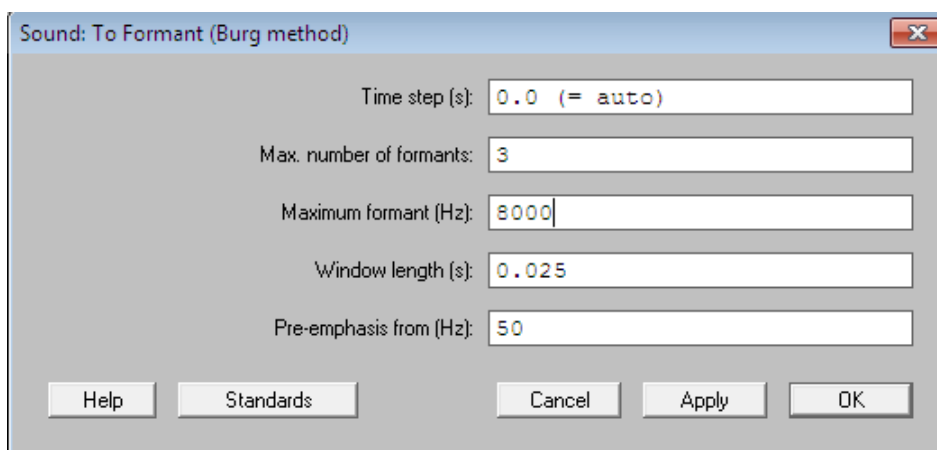 Sound: To Formant (Burg method)
Time step (s): 0.0 (= auto)
Max. number of formants: 3
Maximum formant (Hz): 8000
Window length (s): 0.025
Pre-emphasis from (Hz): 50
Help Standards Cancel Apply OK